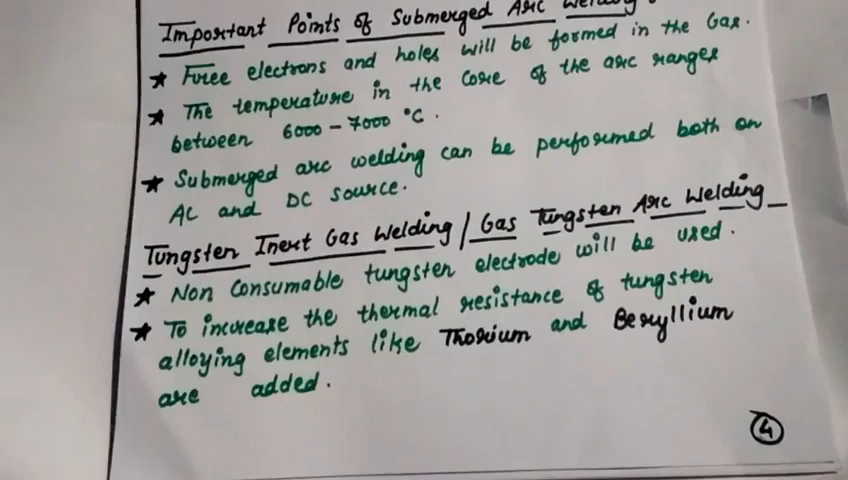 Important Points of Submerged Arc Welding
★ Free electrons and holes will be formed in the Gas.
★ The temperature in the core of the arc ranges
between 6000-7000 °C.
★ Submerged arc welding can be performed both on
AC and DC source.
Tungsten Inert Gas Welding / Gas Tungsten Arc Welding
★ Non Consumable tungsten electrode will be used.
★ To increase the thermal resistance of tungsten
alloying elements like Thorium and Beryllium
are added.
4